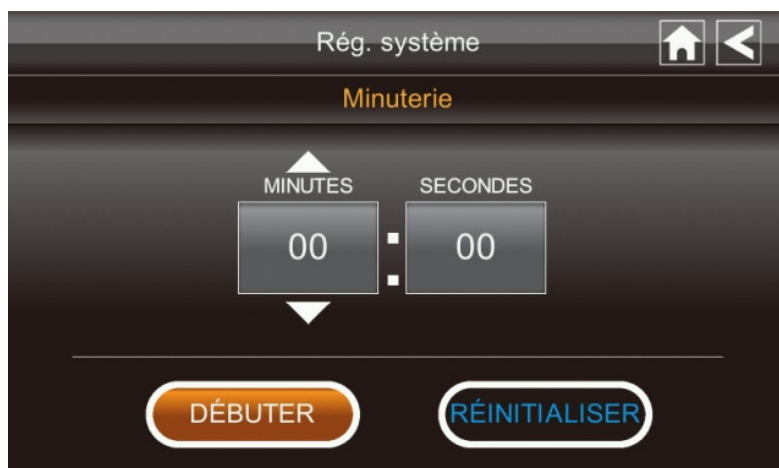 Rég. système
Minuterie
MINUTES SECONDES
00 : 00
DÉBUTER RÉINITIALISER